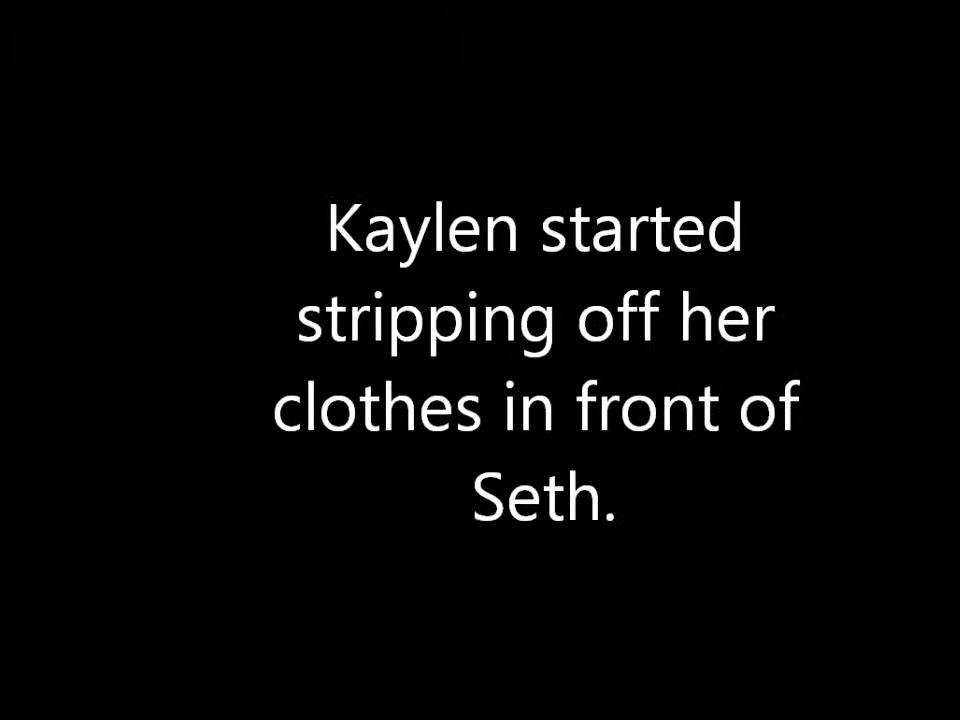 Kaylen started
stripping off her
clothes in front of
Seth.